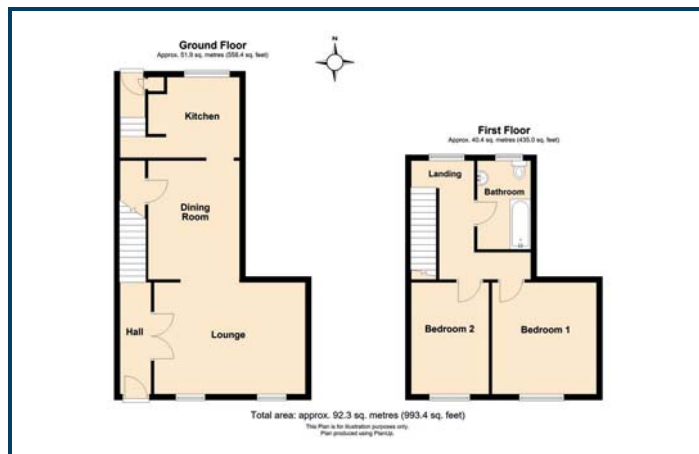 Ground Floor
Approx. 51.9 sq. metres (558.4 sq. feet)
N
Kitchen
Dining
Room
Hall
Lounge
First Floor
Approx. 40.4 sq. metres (435.0 sq. feet)
Landing
Bathroom
Bedroom 2
Bedroom 1
Total area: approx. 92.3 sq. metres (993.4 sq. feet)
This Plan is for illustration purposes only.
Plan produced using PlanUp.